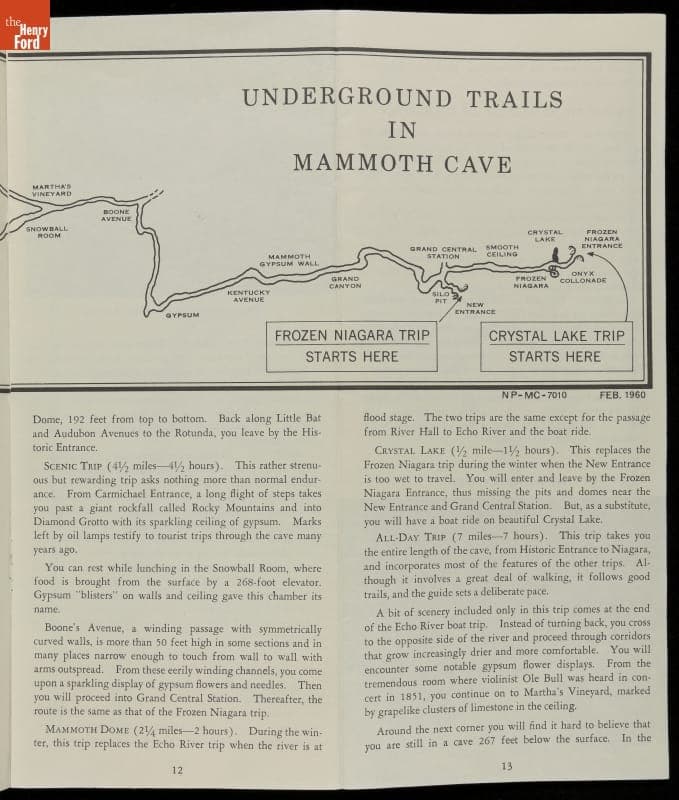 the
Henry
Ford
UNDERGROUND TRAILS
IN
MAMMOTH CAVE
MARTHA'S
VINEYARD
SNOWBALL
ROOM
BOONE
AVENUE
GYPSUM
KENTUCKY
AVENUE
MAMMOTH
GYPSUM WALL
GRAND
CANYON
GRAND CENTRAL
STATION
SILO
PIT
NEW
ENTRANCE
SMOOTH
CEILING
CRYSTAL
LAKE
FROZEN
NIAGARA
FROZEN
NIAGARA
ENTRANCE
ONYX
COLLONADE
FROZEN NIAGARA TRIP
STARTS HERE
CRYSTAL LAKE TRIP
STARTS HERE
NP-MC-7010 FEB. 1960
Dome, 192 feet from top to bottom. Back along Little Bat
and Audubon Avenues to the Rotunda, you leave by the His-
toric Entrance.
SCENIC TRIP (4½ miles—4½ hours). This rather strenu-
ous but rewarding trip asks nothing more than normal endur-
ance. From Carmichael Entrance, a long flight of steps takes
you past a giant rockfall called Rocky Mountains and into
Diamond Grotto with its sparkling ceiling of gypsum. Marks
left by oil lamps testify to tourist trips through the cave many
years ago.
You can rest while lunching in the Snowball Room, where
food is brought from the surface by a 268-foot elevator.
Gypsum "blisters" on walls and ceiling gave this chamber its
name.
Boone's Avenue, a winding passage with symmetrically
curved walls, is more than 50 feet high in some sections and in
many places narrow enough to touch from wall to wall with
arms outspread. From these eerily winding channels, you come
upon a sparkling display of gypsum flowers and needles. Then
you will proceed into Grand Central Station. Thereafter, the
route is the same as that of the Frozen Niagara trip.
MAMMOTH DOME (2¼ miles—2 hours). During the win-
ter, this trip replaces the Echo River trip when the river is at
12
flood stage. The two trips are the same except for the passage
from River Hall to Echo River and the boat ride.
CRYSTAL LAKE (½ mile—1½ hours). This replaces the
Frozen Niagara trip during the winter when the New Entrance
is too wet to travel. You will enter and leave by the Frozen
Niagara Entrance, thus missing the pits and domes near the
New Entrance and Grand Central Station. But, as a substitute,
you will have a boat ride on beautiful Crystal Lake.
ALL-DAY TRIP (7 miles—7 hours). This trip takes you
the entire length of the cave, from Historic Entrance to Niagara,
and incorporates most of the features of the other trips. Al-
though it involves a great deal of walking, it follows good
trails, and the guide sets a deliberate pace.
A bit of scenery included only in this trip comes at the end
of the Echo River boat trip. Instead of turning back, you cross
to the opposite side of the river and proceed through corridors
that grow increasingly drier and more comfortable. You will
encounter some notable gypsum flower displays. From the
tremendous room where violinist Ole Bull was heard in con-
cert in 1851, you continue on to Martha's Vineyard, marked
by grapelike clusters of limestone in the ceiling.
Around the next corner you will find it hard to believe that
you are still in a cave 267 feet below the surface. In the
13